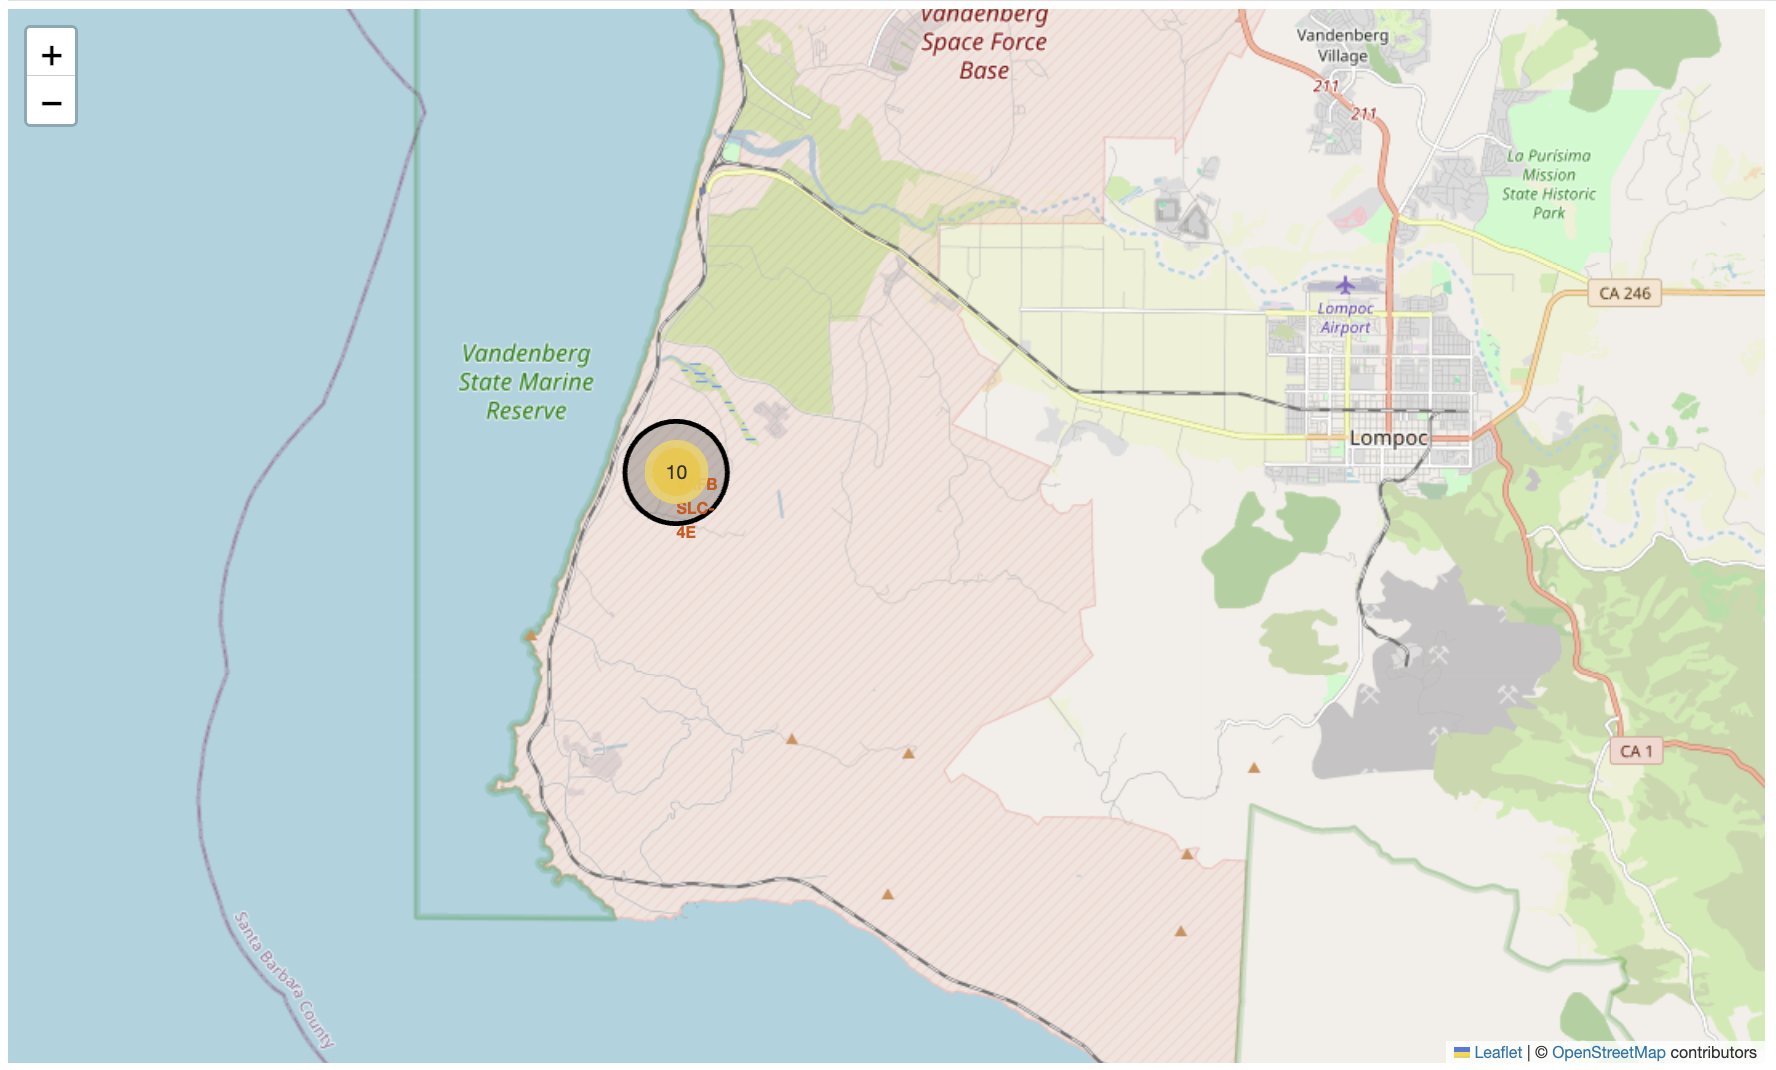 +
−
Vandenberg
Space Force
Base
Vandenberg
Village
211
211
La Purísima
Mission
State Historic
Park
CA 246
Lompoc
Airport
Vandenberg
State Marine
Reserve
Lompoc
10
B
SLC-
4E
CA 1
Santa Barbara County
Leaflet | © OpenStreetMap contributors